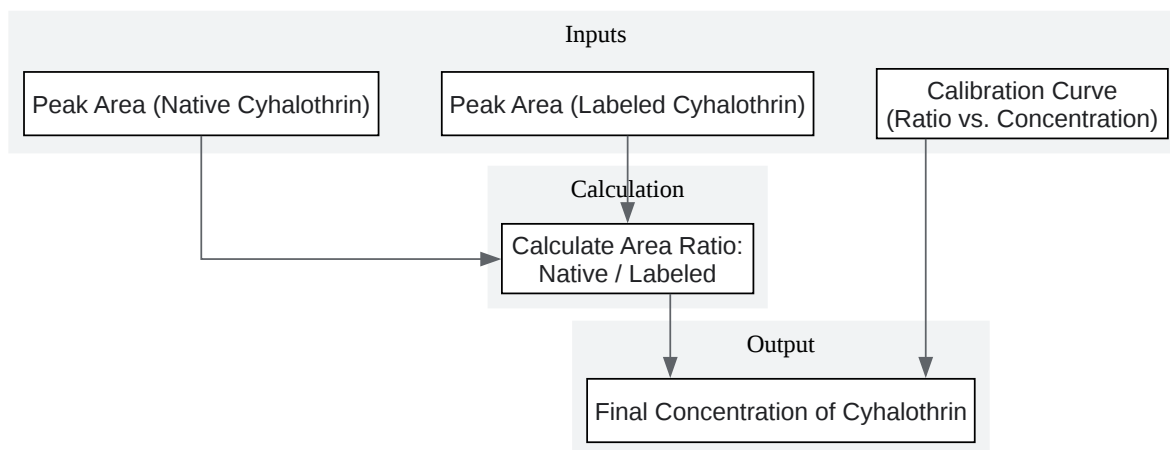 Inputs
Peak Area (Native Cyhalothrin)
Peak Area (Labeled Cyhalothrin)
Calibration Curve
(Ratio vs. Concentration)
Calculation
Calculate Area Ratio:
Native / Labeled
Output
Final Concentration of Cyhalothrin